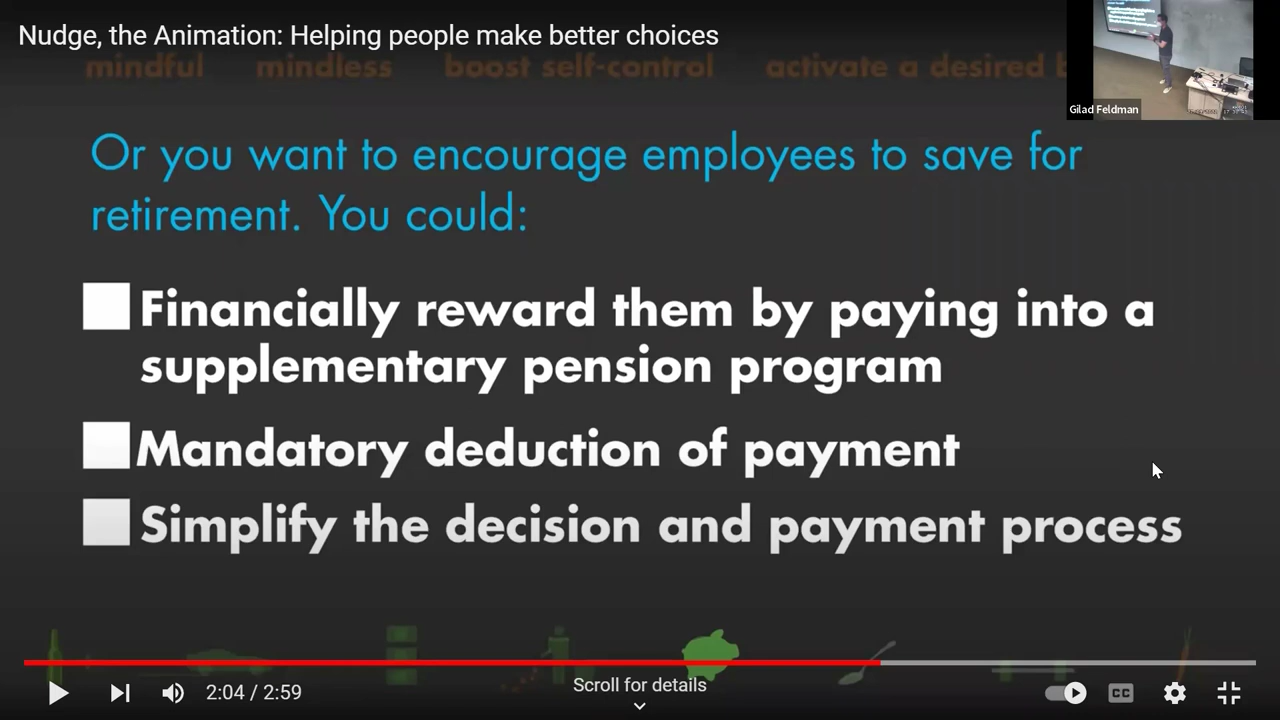 Nudge, the Animation: Helping people make better choices
mindful mindless boost self-control activate a desired
Gilad Feldman
Or you want to encourage employees to save for
retirement. You could:
Financially reward them by paying into a
supplementary pension program
Mandatory deduction of payment
Simplify the decision and payment process
2:04 / 2:59
Scroll for details
CC